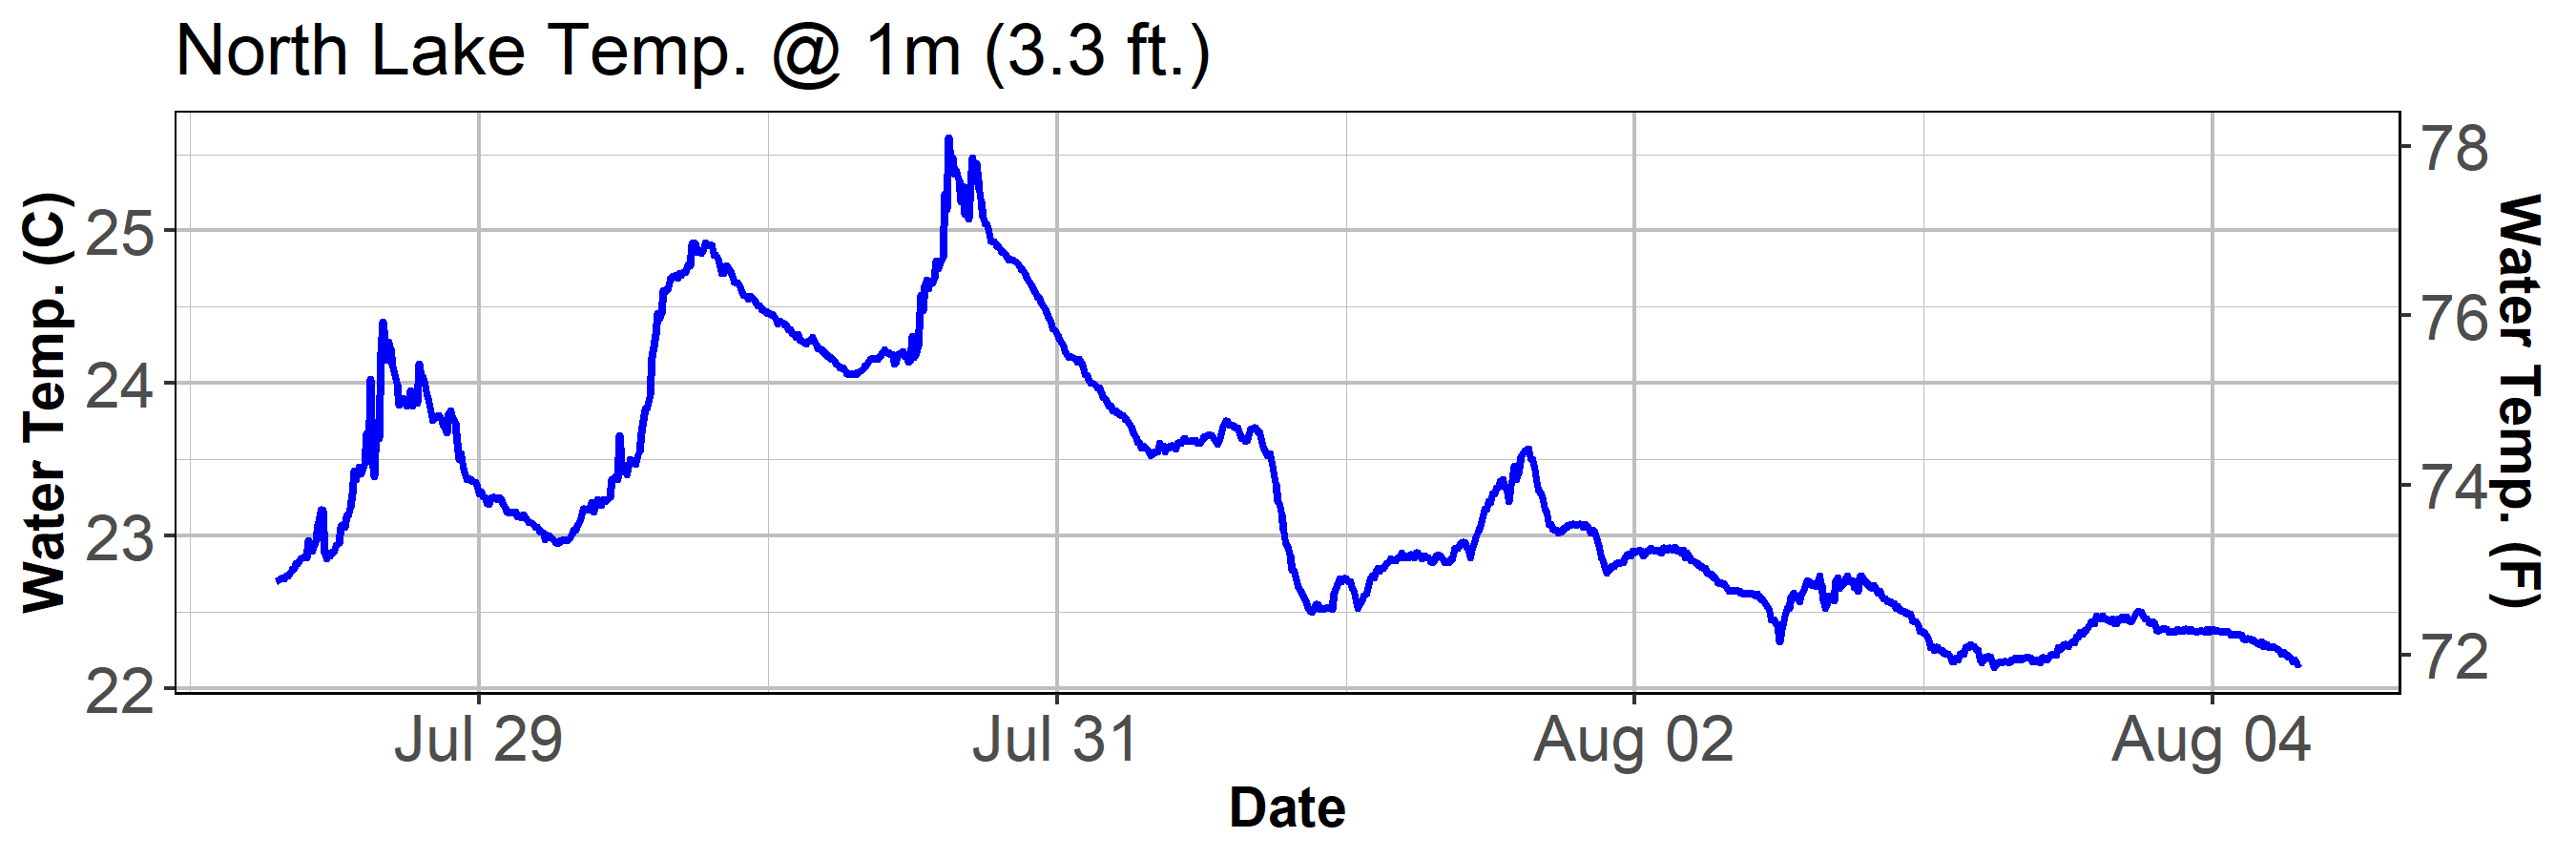 North Lake Temp. @ 1m (3.3 ft.)
Water Temp. (C)
25
24
23
22
78
76
74
72
Water Temp. (F)
Jul 29
Jul 31
Aug 02
Aug 04
Date